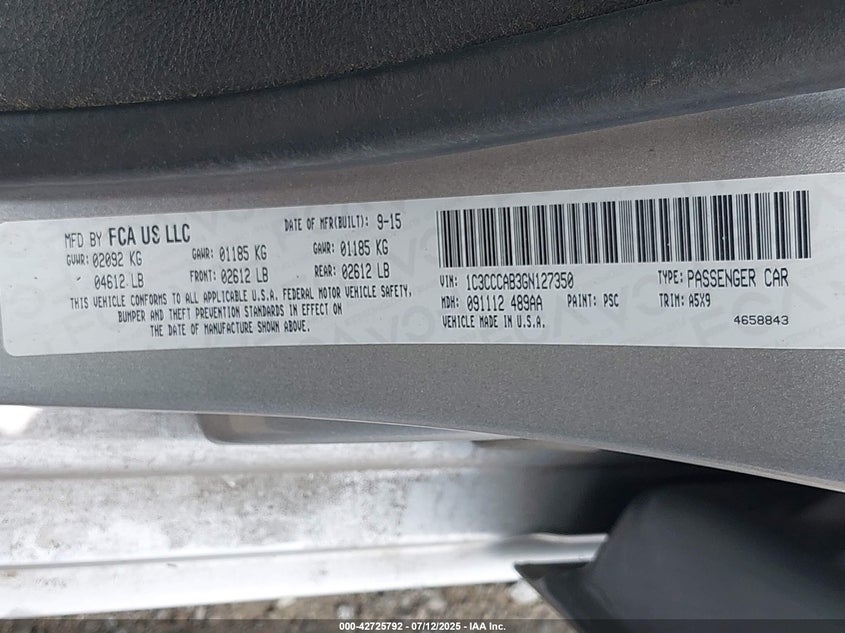 MFD BY FCA US LLC
DATE OF MFR(BUILT): 9-15
GVWR: 02092 KG GAWR: 01185 KG GAWR: 01185 KG
04612 LB FRONT: 02612 LB REAR: 02612 LB
THIS VEHICLE CONFORMS TO ALL APPLICABLE U.S.A. FEDERAL MOTOR VEHICLE SAFETY,
BUMPER AND THEFT PREVENTION STANDARDS IN EFFECT ON
THE DATE OF MANUFACTURE SHOWN ABOVE.
VIN: 1C3CCCAB3GN127350 TYPE: PASSENGER CAR
MDH: 091112 489AA PAINT: PSC TRIM: A5X9
VEHICLE MADE IN U.S.A. 4658843
000-42725792 - 07/12/2025 - IAA Inc.